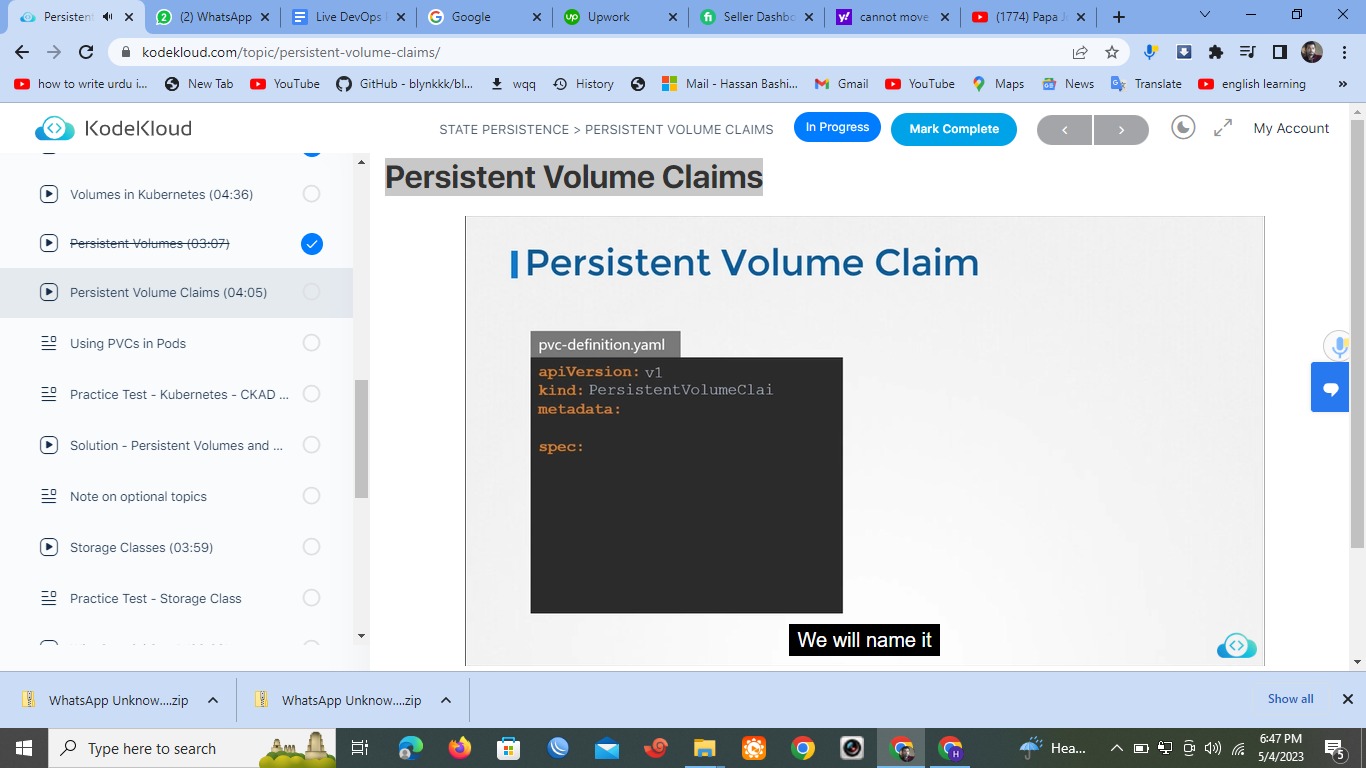 Persistent
(2) WhatsApp
Live DevOps
Google
Upwork
Seller Dashbo
cannot move
(1774) Papa J
kodekloud.com/topic/persistent-volume-claims/
how to write urdu i...
New Tab
YouTube
GitHub - blynkkk/bl...
wqq
History
Mail - Hassan Bashi...
Gmail
YouTube
Maps
News
Translate
english learning
»
KodeKloud
STATE PERSISTENCE > PERSISTENT VOLUME CLAIMS
In Progress
Mark Complete
My Account
Volumes in Kubernetes (04:36)
Persistent Volumes (03:07)
Persistent Volume Claims (04:05)
Using PVCs in Pods
Practice Test - Kubernetes - CKAD ...
Solution - Persistent Volumes and ...
Note on optional topics
Storage Classes (03:59)
Practice Test - Storage Class
Persistent Volume Claims
Persistent Volume Claim
pvc-definition.yaml
apiVersion: v1
kind: PersistentVolumeClai
metadata:
spec:
We will name it
WhatsApp Unknow....zip
WhatsApp Unknow....zip
Show all
Type here to search
Hea...
6:47 PM
5/4/2023
5